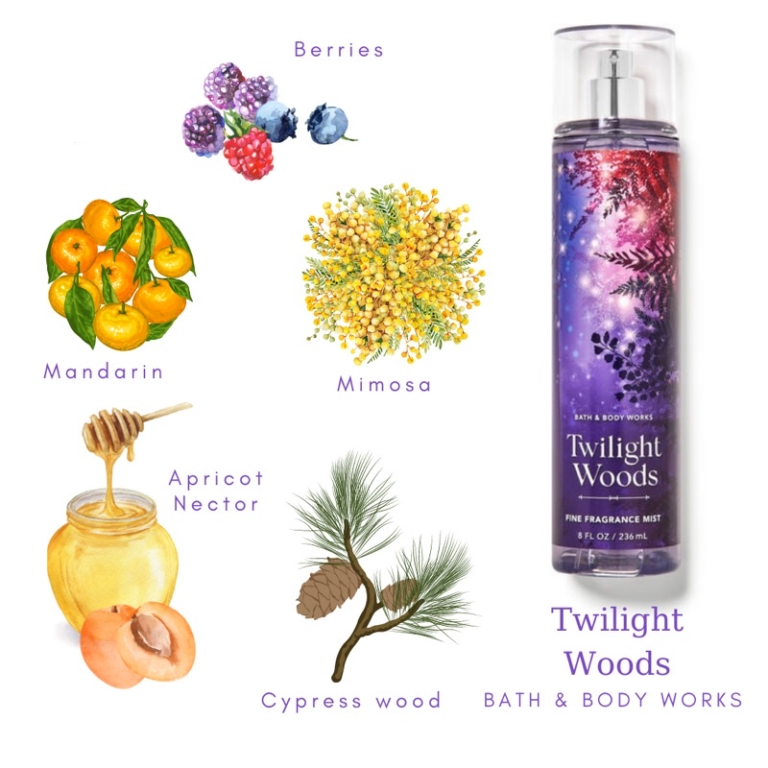 Berries
Mandarin
Mimosa
Apricot
Nector
Cypress wood
BATH & BODY WORKS
Twilight
Woods
FINE FRAGRANCE MIST
8 FL OZ / 236 mL
Twilight
Woods
BATH & BODY WORKS